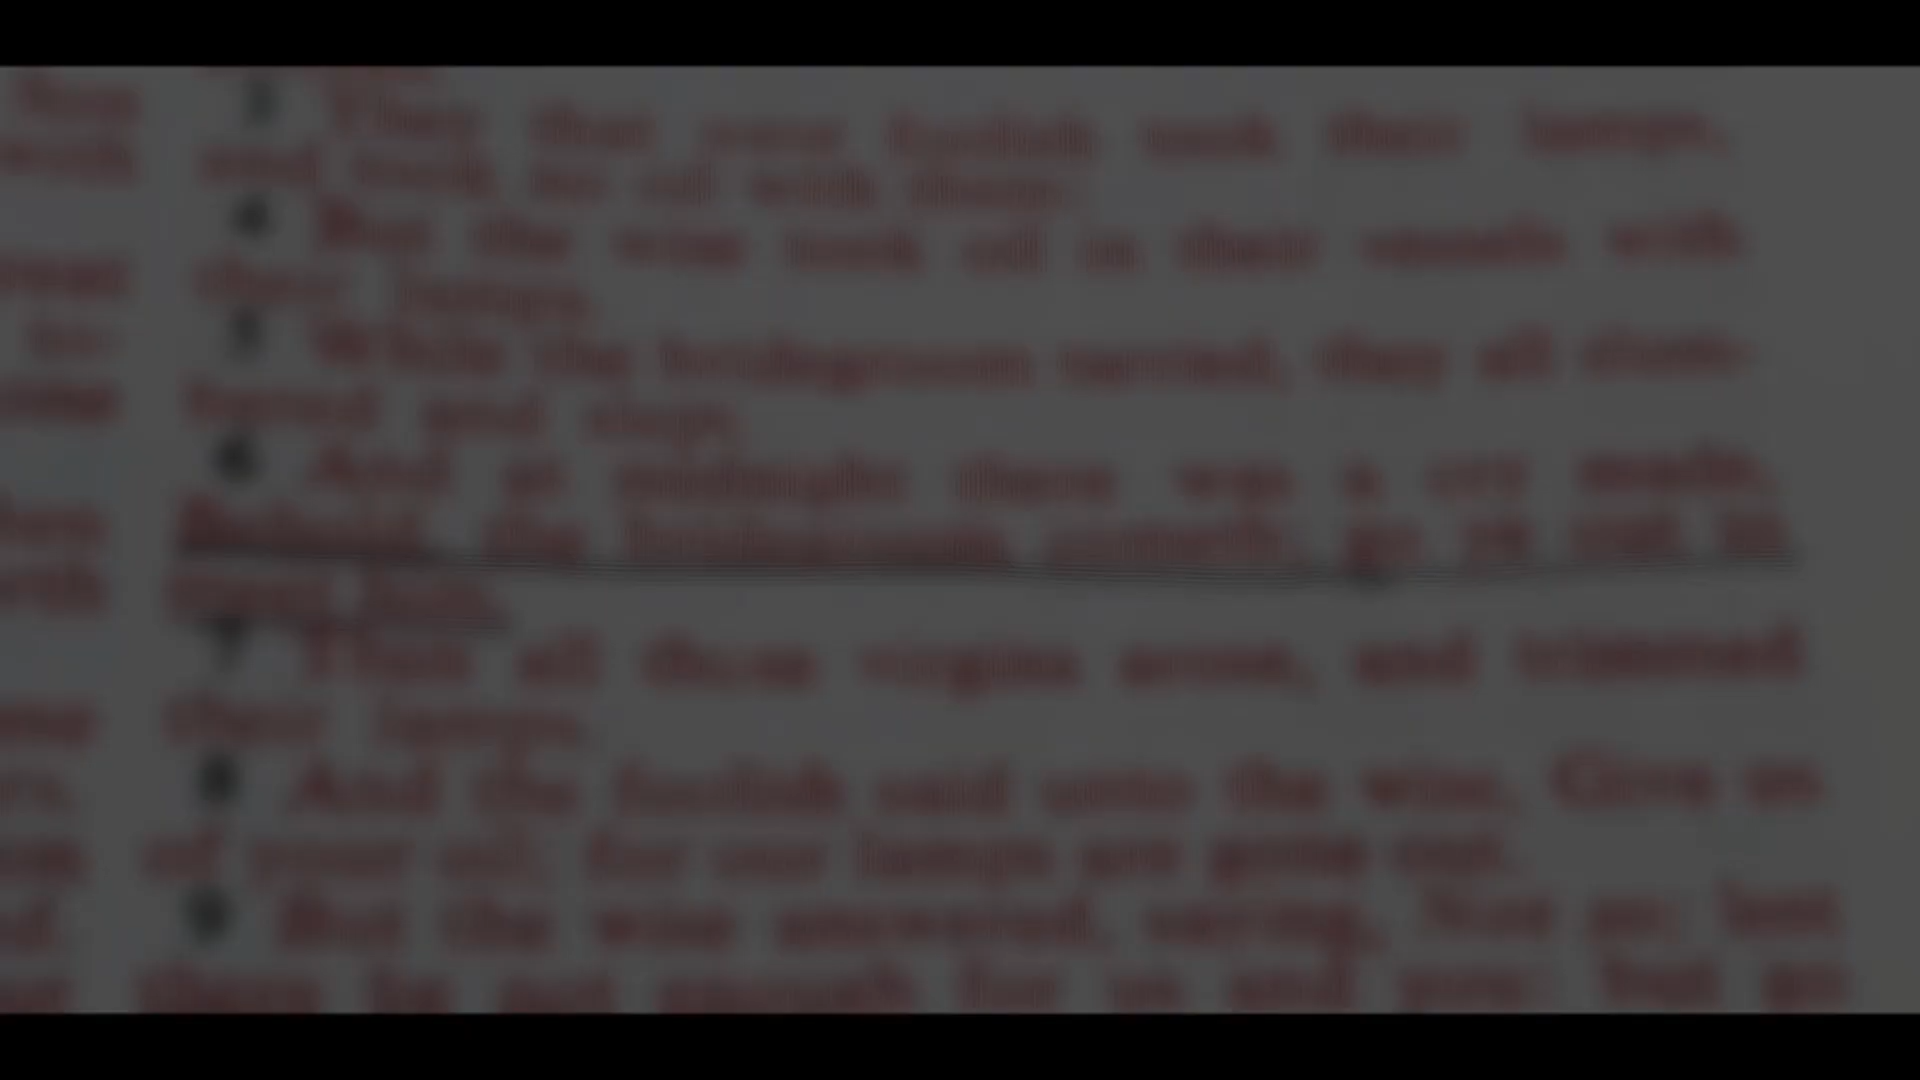 3 They that were foolish took their lamps,
and took no oil with them:
4 But the wise took oil in their vessels with
their lamps.
5 While the bridegroom tarried, they all slum-
bered and slept.
6 And at midnight there was a cry made,
Behold, the bridegroom cometh; go ye out to
meet him.
7 Then all those virgins arose, and trimmed
their lamps.
8 And the foolish said unto the wise, Give us
of your oil; for our lamps are gone out.
9 But the wise answered, saying, Not so; lest
there be not enough for us and you: but go